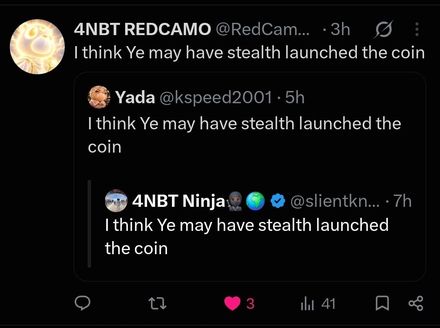 4NBT REDCAMO @RedCam... · 3h
I think Ye may have stealth launched the coin
Yada @kspeed2001 · 5h
I think Ye may have stealth launched the
coin
4NBT Ninja🥷🏿🌍 @slientkn... · 7h
I think Ye may have stealth launched
the coin
3 41